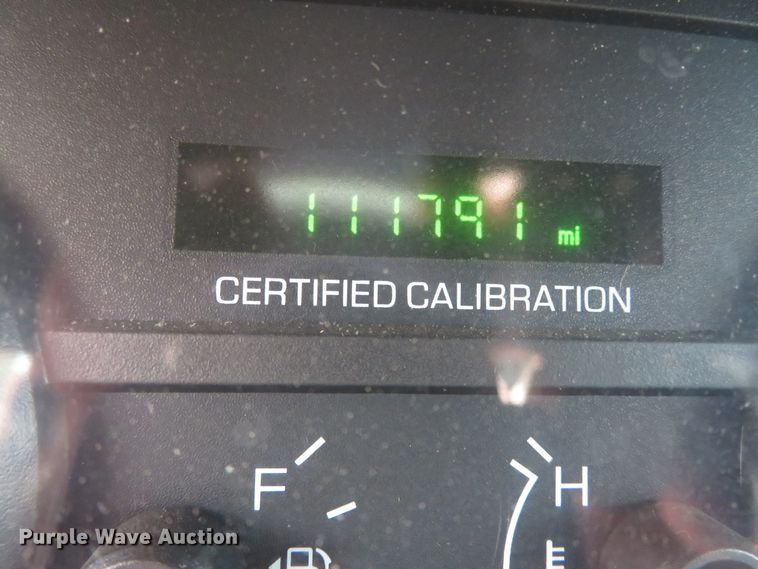 111791 mi
CERTIFIED CALIBRATION
F H
E
Purple Wave Auction